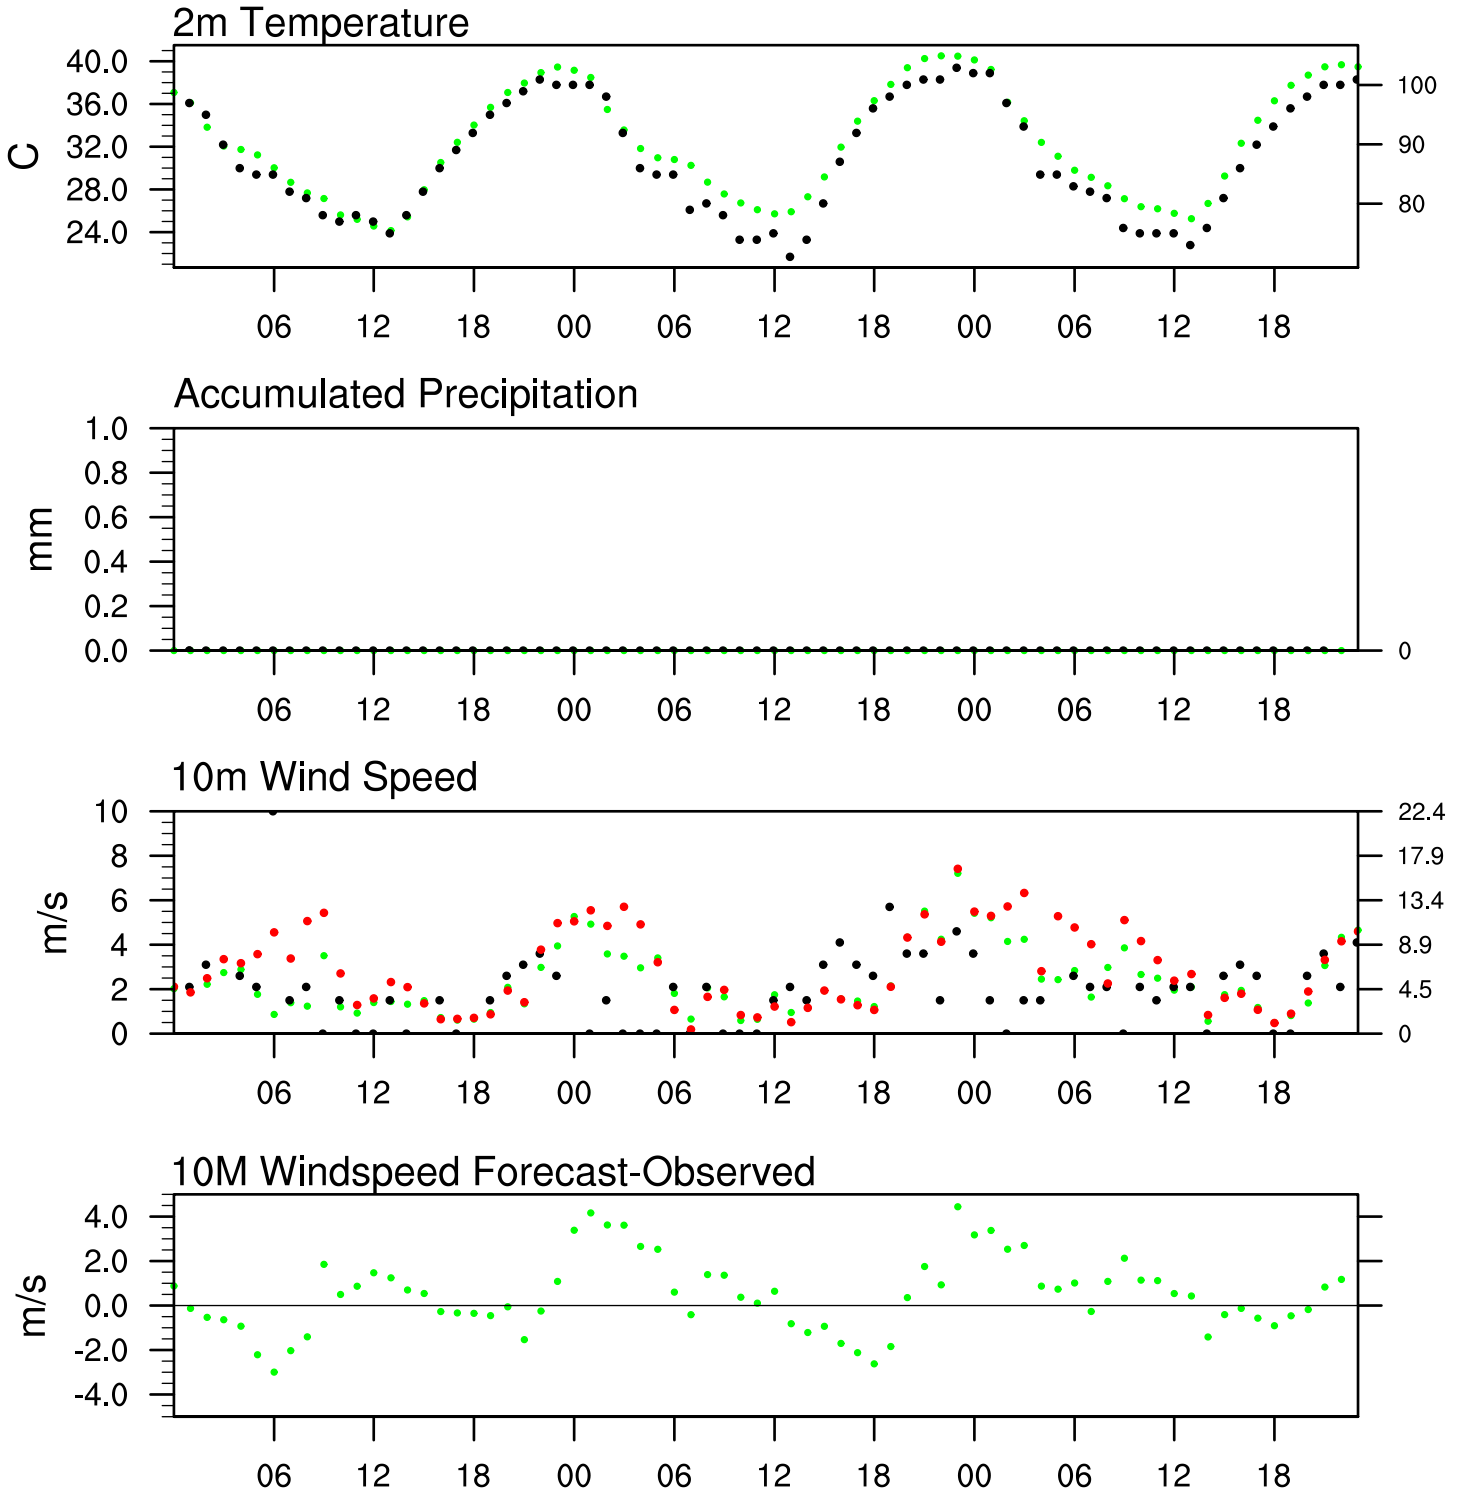 2m Temperature
40.0
36.0
32.0
28.0
24.0
C
100
90
80
06 12 18 00 06 12 18 00 06 12 18
Accumulated Precipitation
1.0
0.8
0.6
0.4
0.2
0.0
mm
0
06 12 18 00 06 12 18 00 06 12 18
10m Wind Speed
10
8
6
4
2
0
m/s
22.4
17.9
13.4
8.9
4.5
0
06 12 18 00 06 12 18 00 06 12 18
10M Windspeed Forecast-Observed
4.0
2.0
0.0
-2.0
-4.0
m/s
06 12 18 00 06 12 18 00 06 12 18